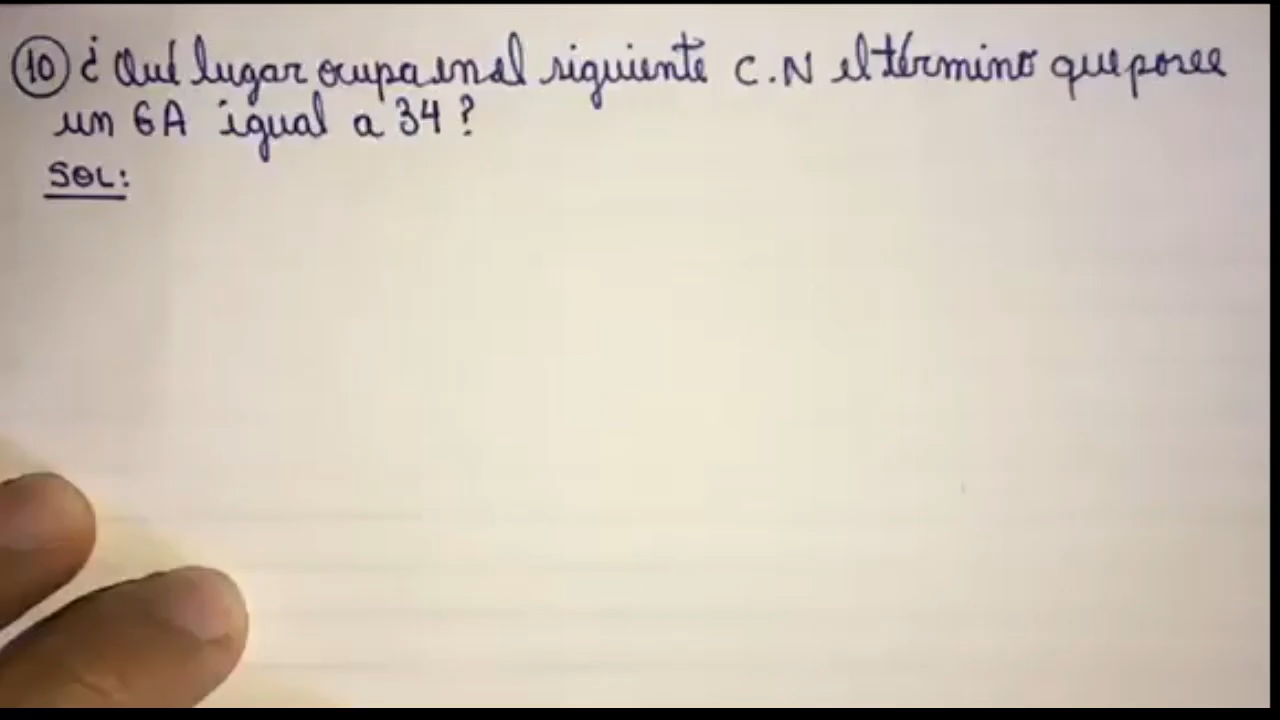 10 ¿ Qué lugar ocupa en el siguiente C.N el término que posee
un GA igual a 34 ?
SOL: